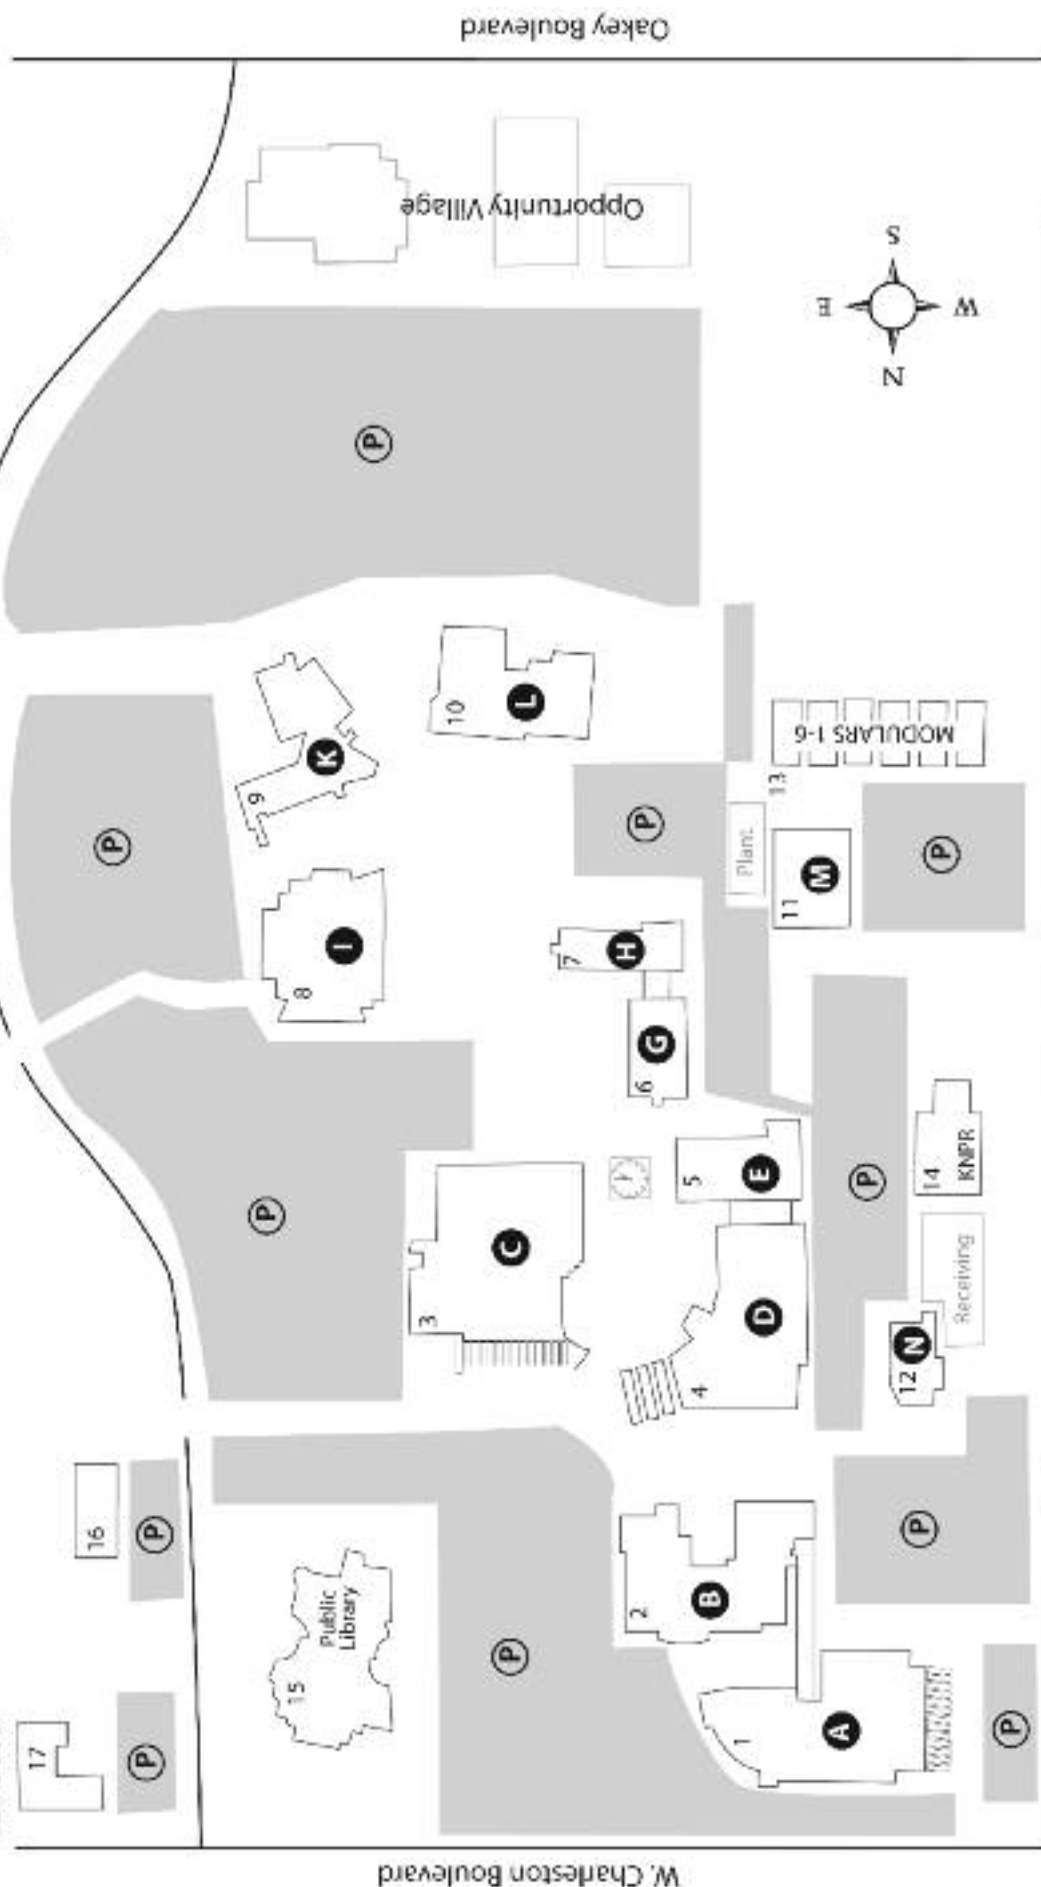 Oakey Boulevard
Opportunity Village
S
E
W
N
P
K
9
10
L
MODULARS 1-6
13
P
P
Plant
P
I
8
7
H
11
M
G
6
P
5
E
P
14
KNPR
C
3
D
4
Receiving
N
12
16
P
15
Public
Library
P
2
B
P
17
P
1
A
P
W. Charleston Boulevard